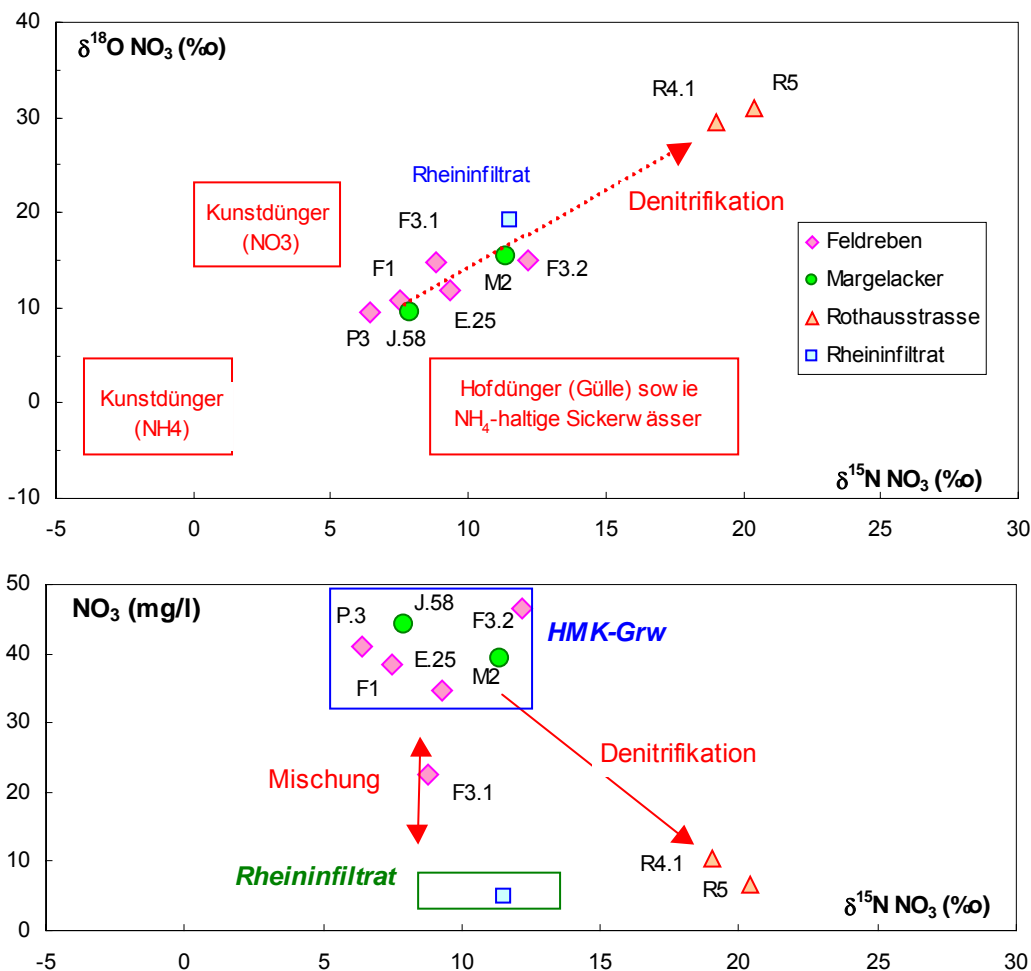 40
δ¹⁸O NO₃ (‰)
R4.1
R5
30
Rheininfiltrat
Denitrifikation
Kunstdünger
(NO3)
20
F3.1
F1
M2
F3.2
10
P3
J.58
E.25
Feldreben
Margelacker
Rothausstrasse
Rheininfiltrat
Kunstdünger
(NH4)
0
Hofdünger (Gülle) sowie
NH₄-haltige Sickerwässer
-10
δ¹⁵N NO₃ (‰)
-5 0 5 10 15 20 25 30
50
NO₃ (mg/l)
P.3
J.58
F3.2
HMK-Grw
40
F1
E.25
M2
30
Mischung
Denitrifikation
20
F3.1
10
R4.1
Rheininfiltrat
R5
0
δ¹⁵N NO₃ (‰)
-5 0 5 10 15 20 25 30